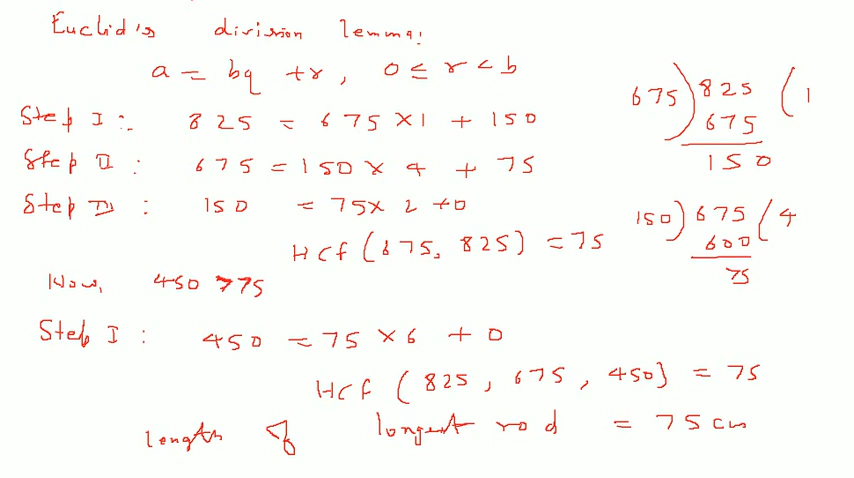 Euclid's division lemma:
a = bq + r, 0 ≤ r < b
Step I :. 825 = 675 × 1 + 150
Step II : 675 = 150 × 4 + 75
Step III : 150 = 75 × 2 + 0
HCf (675, 825) = 75
Now, 450 > 75
Step I : 450 = 75 × 6 + 0
HCf (825, 675, 450) = 75
length of longest rod = 75 cm
675) 825 (1
675
150
150) 675 (4
600
75